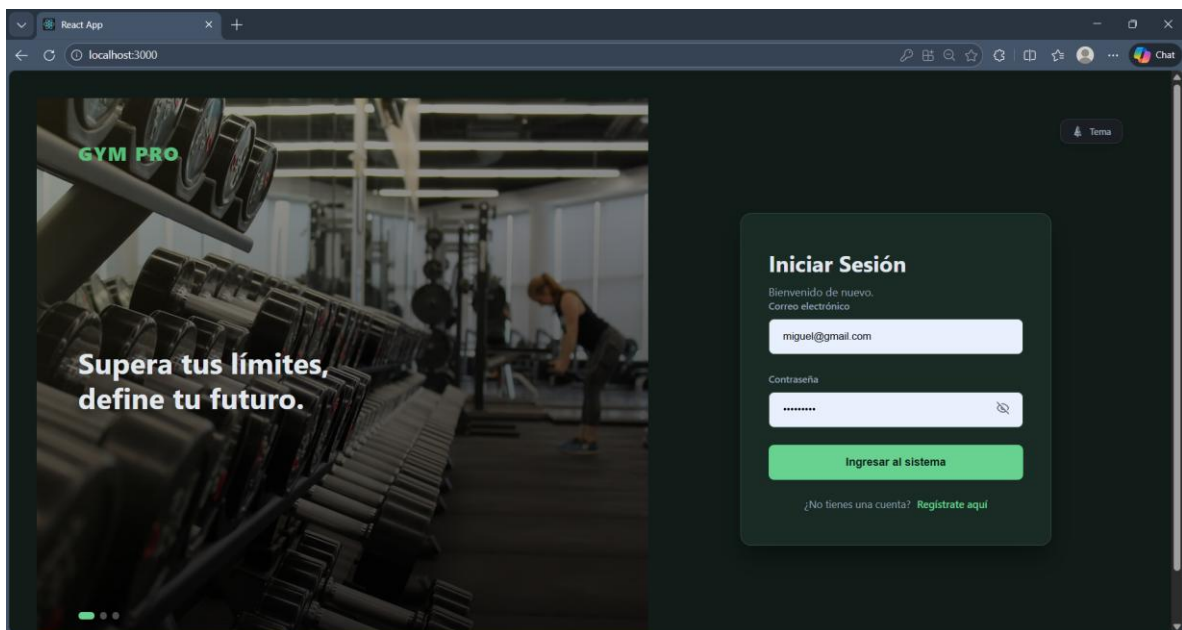 React App
localhost:3000
Chat
GYM PRO
Supera tus límites,
define tu futuro.
Tema
Iniciar Sesión
Bienvenido de nuevo.
Correo electrónico
miguel@gmail.com
Contraseña
•••••••••
Ingresar al sistema
¿No tienes una cuenta? Regístrate aquí